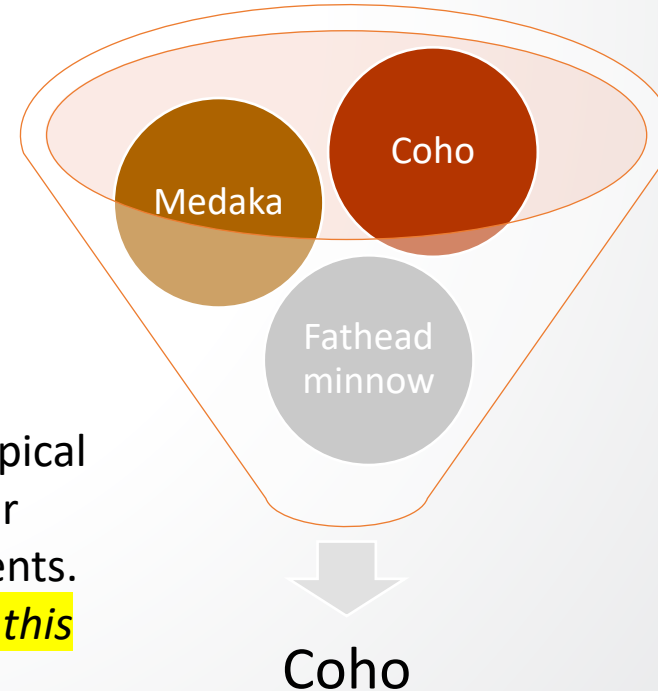 Coho
Medaka
Fathead
minnow
pical
r
ents.
this
Coho